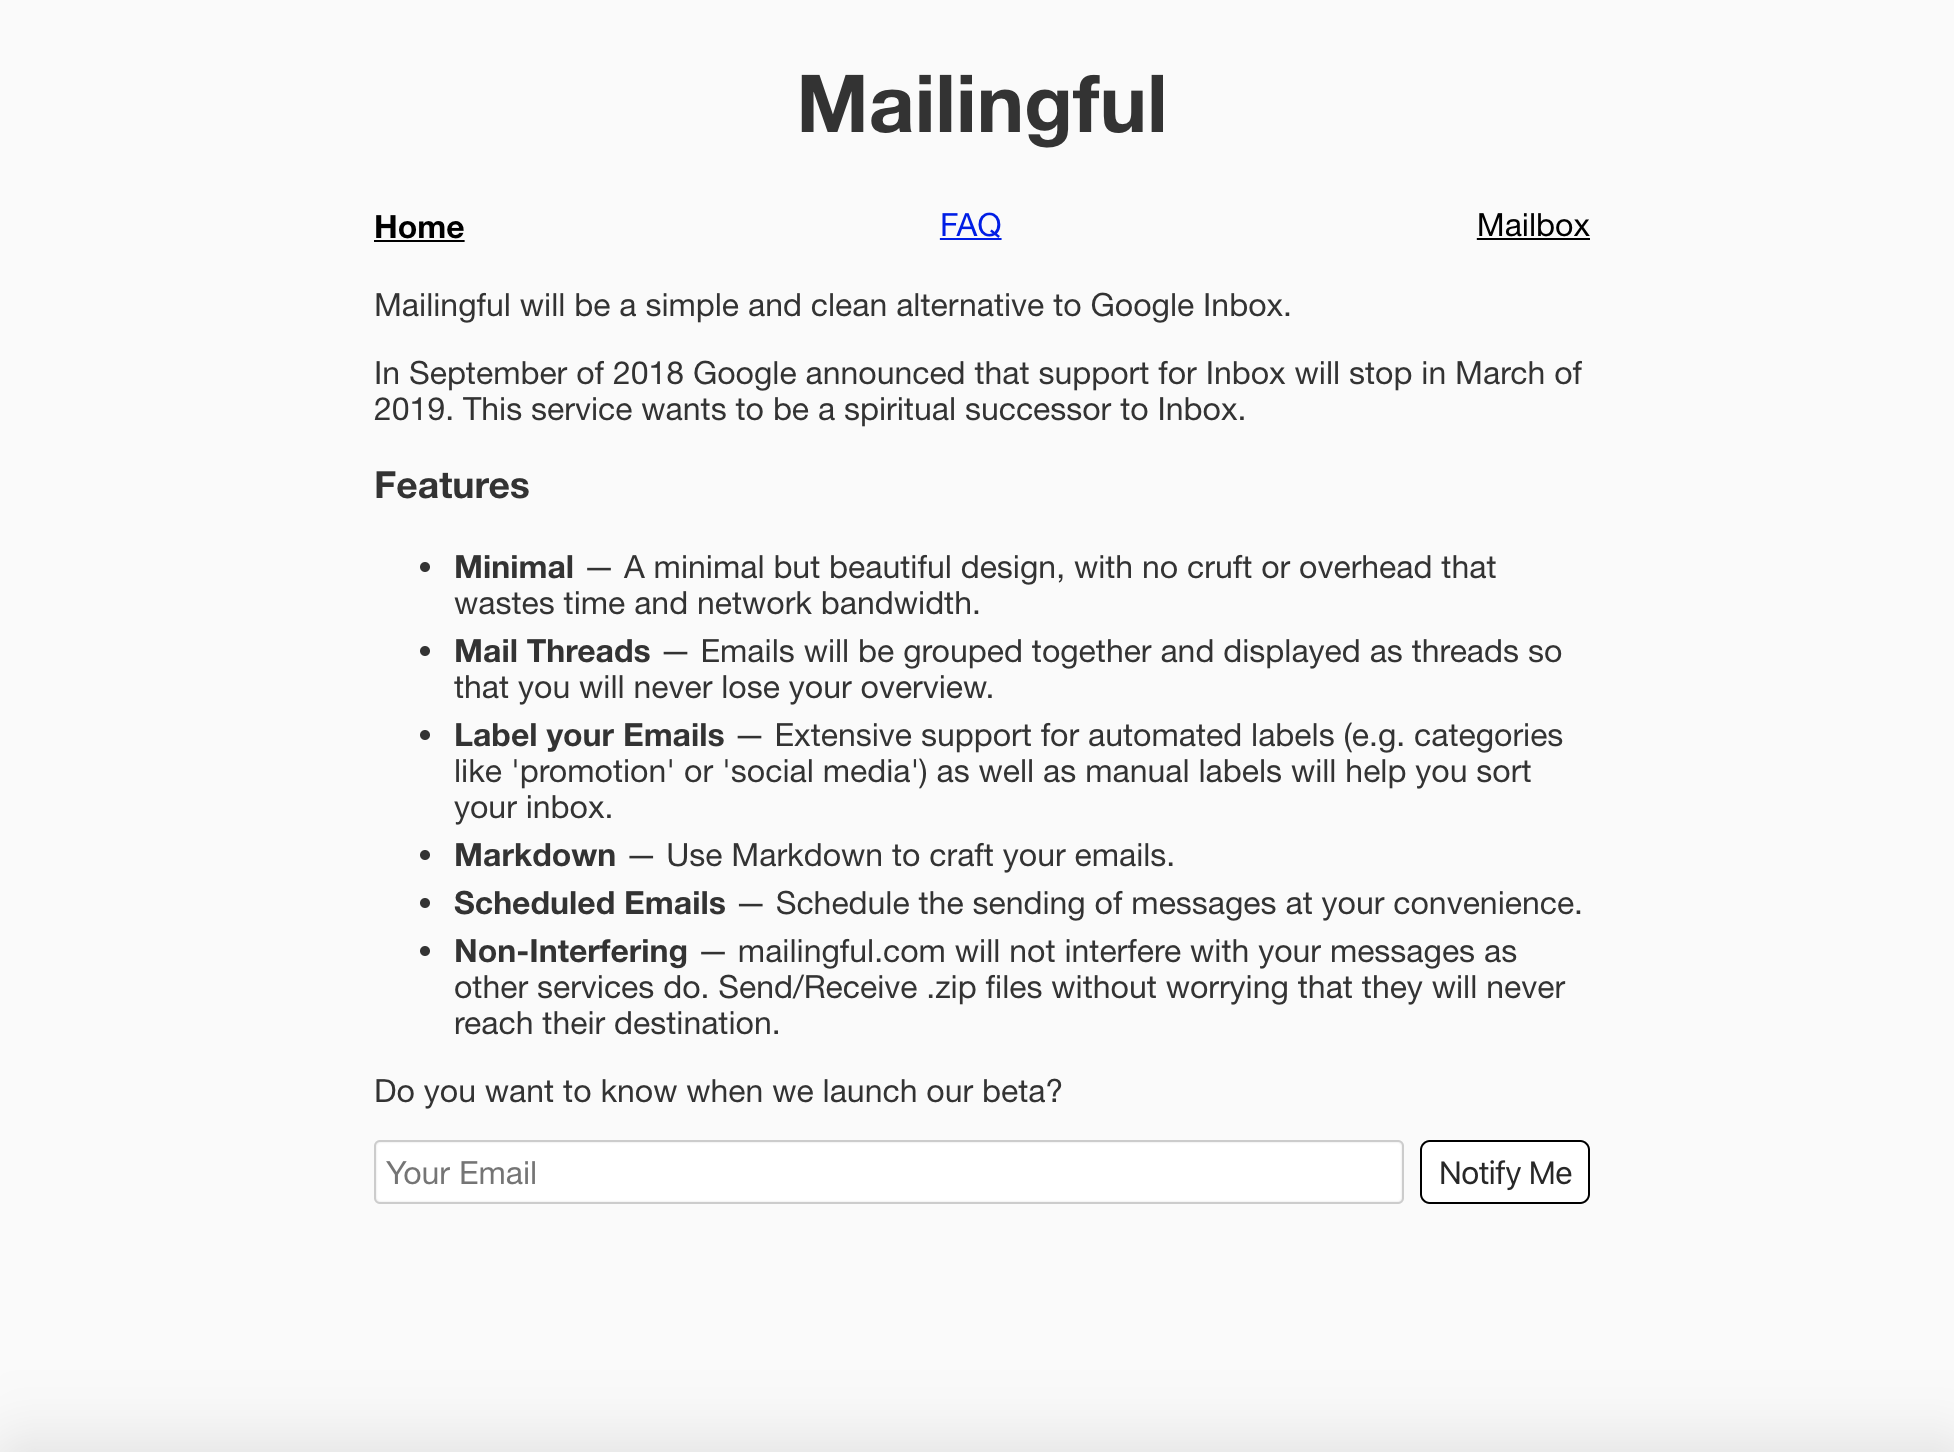 Mailingful
Home
FAQ
Mailbox
Mailingful will be a simple and clean alternative to Google Inbox.
In September of 2018 Google announced that support for Inbox will stop in March of
2019. This service wants to be a spiritual successor to Inbox.
Features
• Minimal — A minimal but beautiful design, with no cruft or overhead that
wastes time and network bandwidth.
• Mail Threads — Emails will be grouped together and displayed as threads so
that you will never lose your overview.
• Label your Emails — Extensive support for automated labels (e.g. categories
like 'promotion' or 'social media') as well as manual labels will help you sort
your inbox.
• Markdown — Use Markdown to craft your emails.
• Scheduled Emails — Schedule the sending of messages at your convenience.
• Non-Interfering — mailingful.com will not interfere with your messages as
other services do. Send/Receive .zip files without worrying that they will never
reach their destination.
Do you want to know when we launch our beta?
Your Email
Notify Me